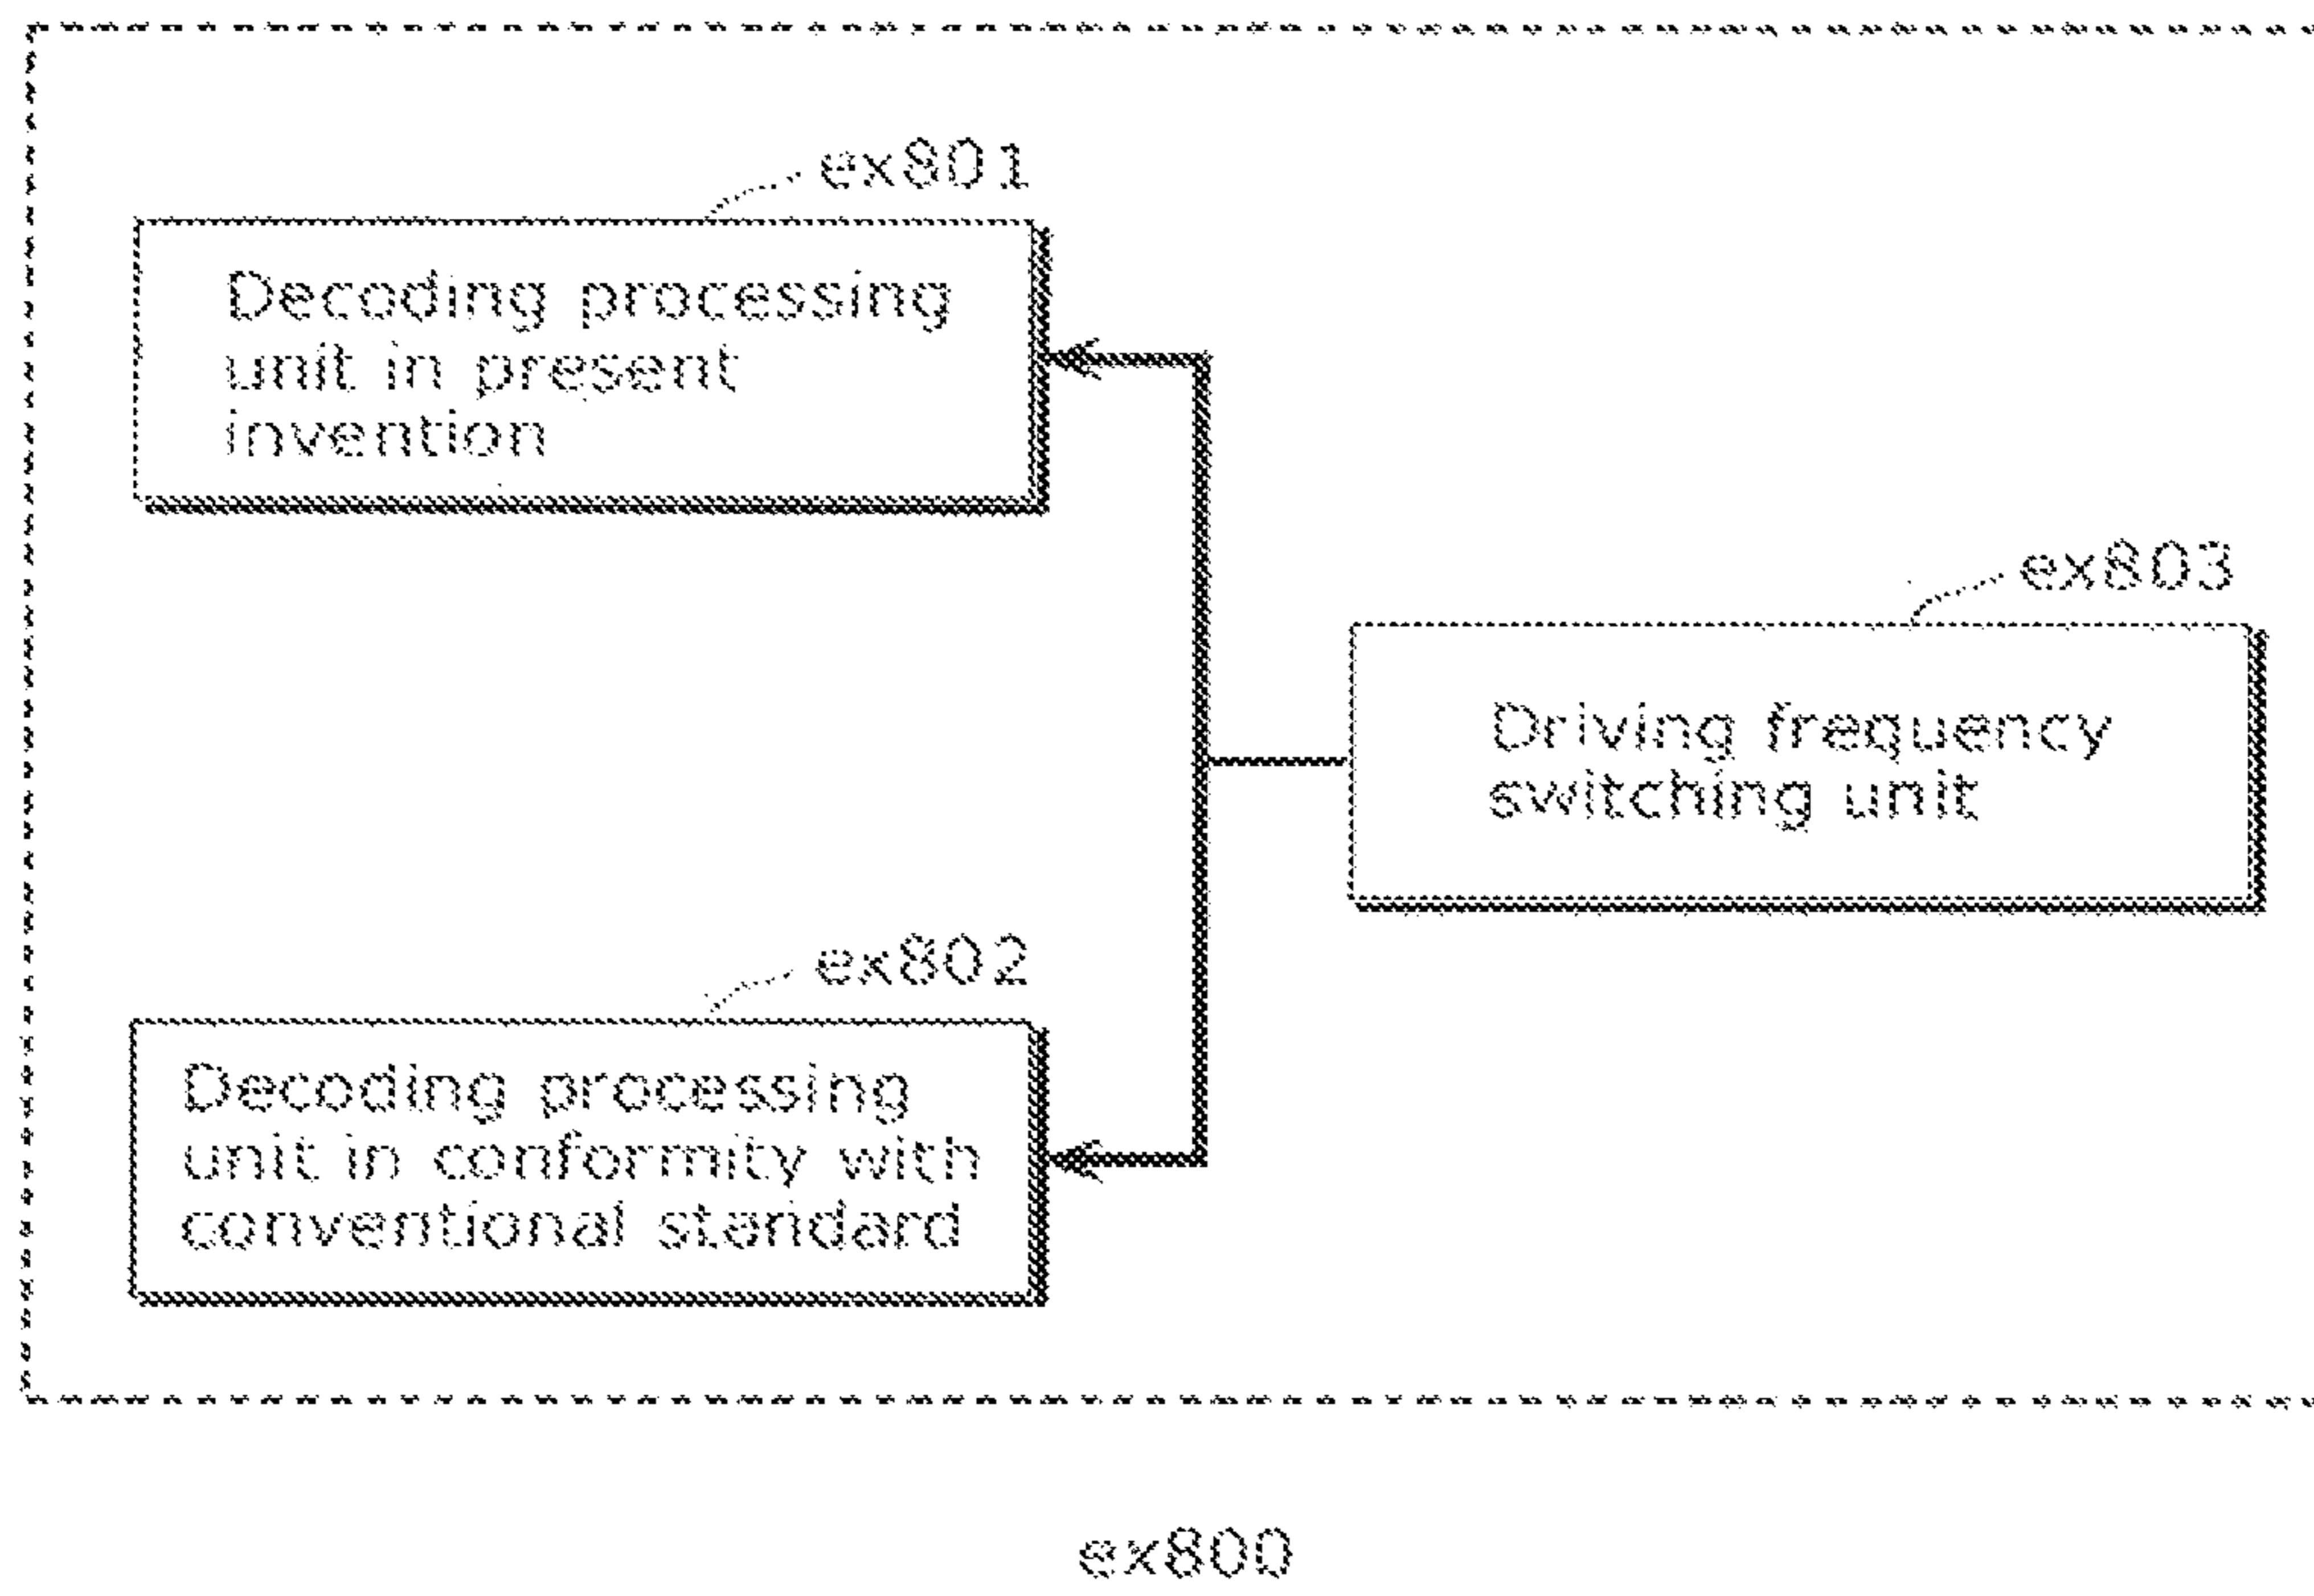 ex801
Decoding processing
unit in present
invention
ex803
Driving frequency
switching unit
ex802
Decoding processing
unit in conformity with
conventional standard
ex800